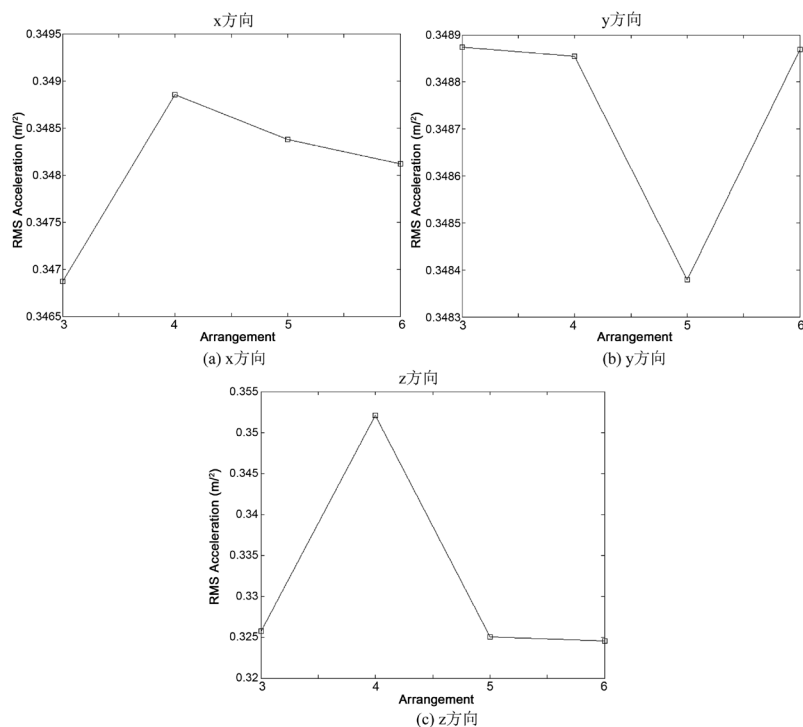 x方向
0.3495
0.349
0.3485
0.348
0.3475
0.347
0.3465
RMS Acceleration (m/²)
3 4 5 6
Arrangement
(a) x方向
y方向
0.3489
0.3488
0.3487
0.3486
0.3485
0.3484
0.3483
RMS Acceleration (m/²)
3 4 5 6
Arrangement
(b) y方向
z方向
0.355
0.35
0.345
0.34
0.335
0.33
0.325
0.32
RMS Acceleration (m/²)
3 4 5 6
Arrangement
(c) z方向